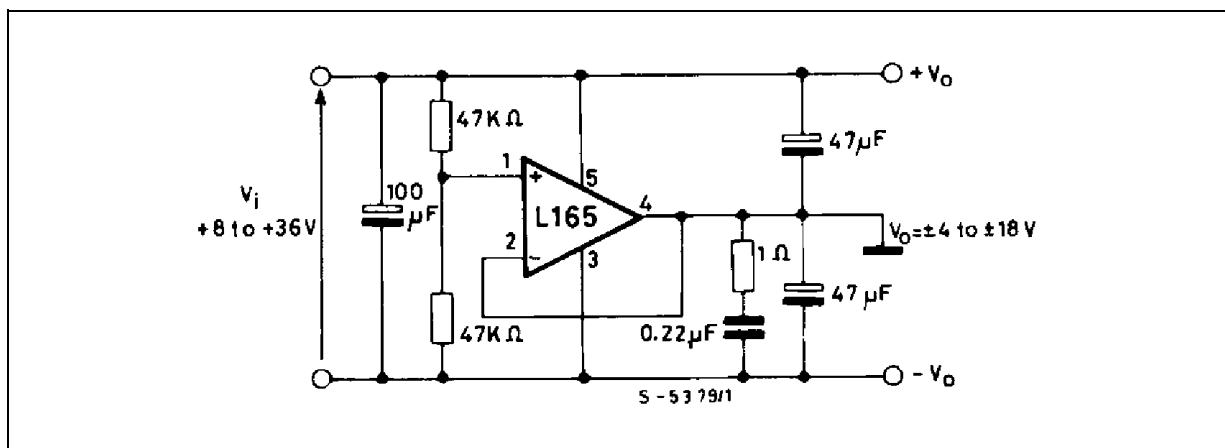 + Vo
47KΩ
47µF
1
+
5
Vi
+8 to +36V
100
µF
L165
4
2
-
3
1Ω
Vo=±4 to ±18V
47KΩ
0.22µF
47µF
- Vo
S-5379/1